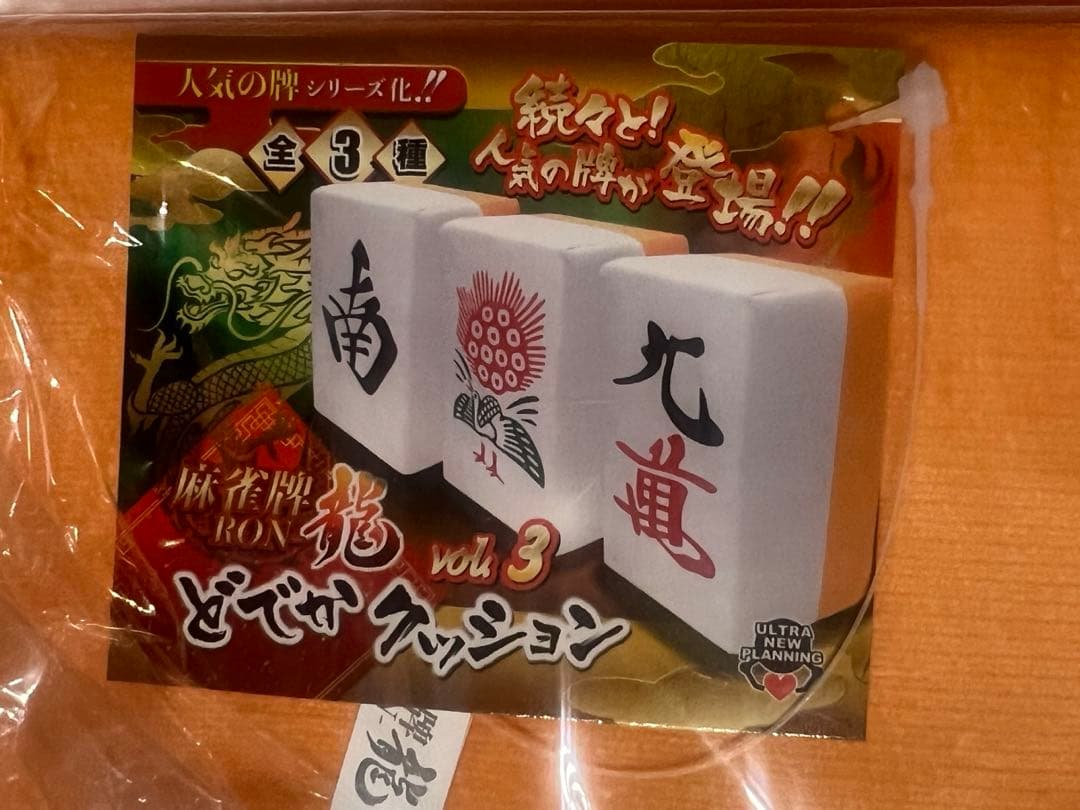 人気の牌シリーズ化!!
全3種
続々と!
人気の牌が登場!!
南
九
萬
麻雀牌
RON
龍
vol.3
どでかクッション
ULTRA
NEW
PLANNING
牌
龍